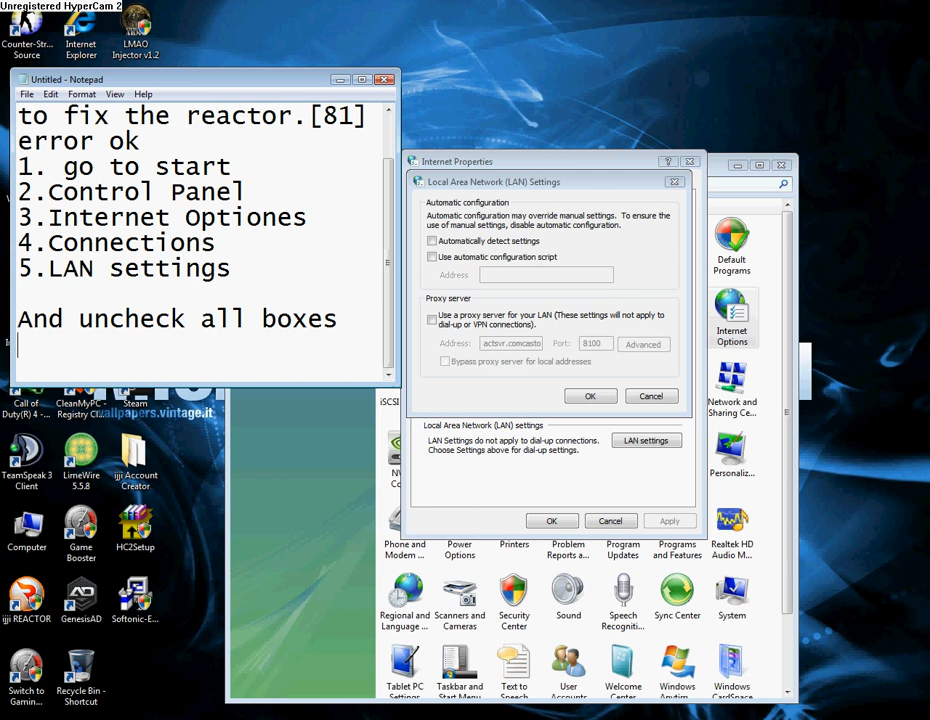 Unregistered HyperCam 2
Counter-Str...
Source
Internet
Explorer
LMAO
Injector v1.2
Untitled - Notepad
File Edit Format View Help
to fix the reactor.[81]
error ok
1. go to start
2.Control Panel
3.Internet Optiones
4.Connections
5.LAN settings
And uncheck all boxes
Internet Properties
Local Area Network (LAN) Settings
Automatic configuration
Automatic configuration may override manual settings. To ensure the
use of manual settings, disable automatic configuration.
Automatically detect settings
Use automatic configuration script
Address
Proxy server
Use a proxy server for your LAN (These settings will not apply to
dial-up or VPN connections).
Address: actsvr.comcasto Port: 8100 Advanced
Bypass proxy server for local addresses
OK Cancel
Local Area Network (LAN) settings
LAN Settings do not apply to dial-up connections.
Choose Settings above for dial-up settings.
LAN settings
OK Cancel Apply
Default
Programs
Internet
Options
Network and
Sharing Ce...
Personaliz...
iSCSI
Call of
Duty(R) 4 -...
CleanMyPC -
Registry Cl...
Steam
wallpapers.vintage.it
TeamSpeak 3
Client
LimeWire
5.5.8
ijji Account
Creator
Computer
Game
Booster
HC2Setup
ijji REACTOR
GenesisAD
Softonic-E...
Switch to
Gamin...
Recycle Bin -
Shortcut
Phone and
Modem ...
Power
Options
Printers
Problem
Reports a...
Program
Updates
Programs
and Features
Realtek HD
Audio M...
Regional and
Language ...
Scanners and
Cameras
Security
Center
Sound
Speech
Recogniti...
Sync Center
System
Tablet PC
Settings
Taskbar and
Start Menu
Text to
Speech
User
Accounts
Welcome
Center
Windows
Anytim...
Windows
CardSpace